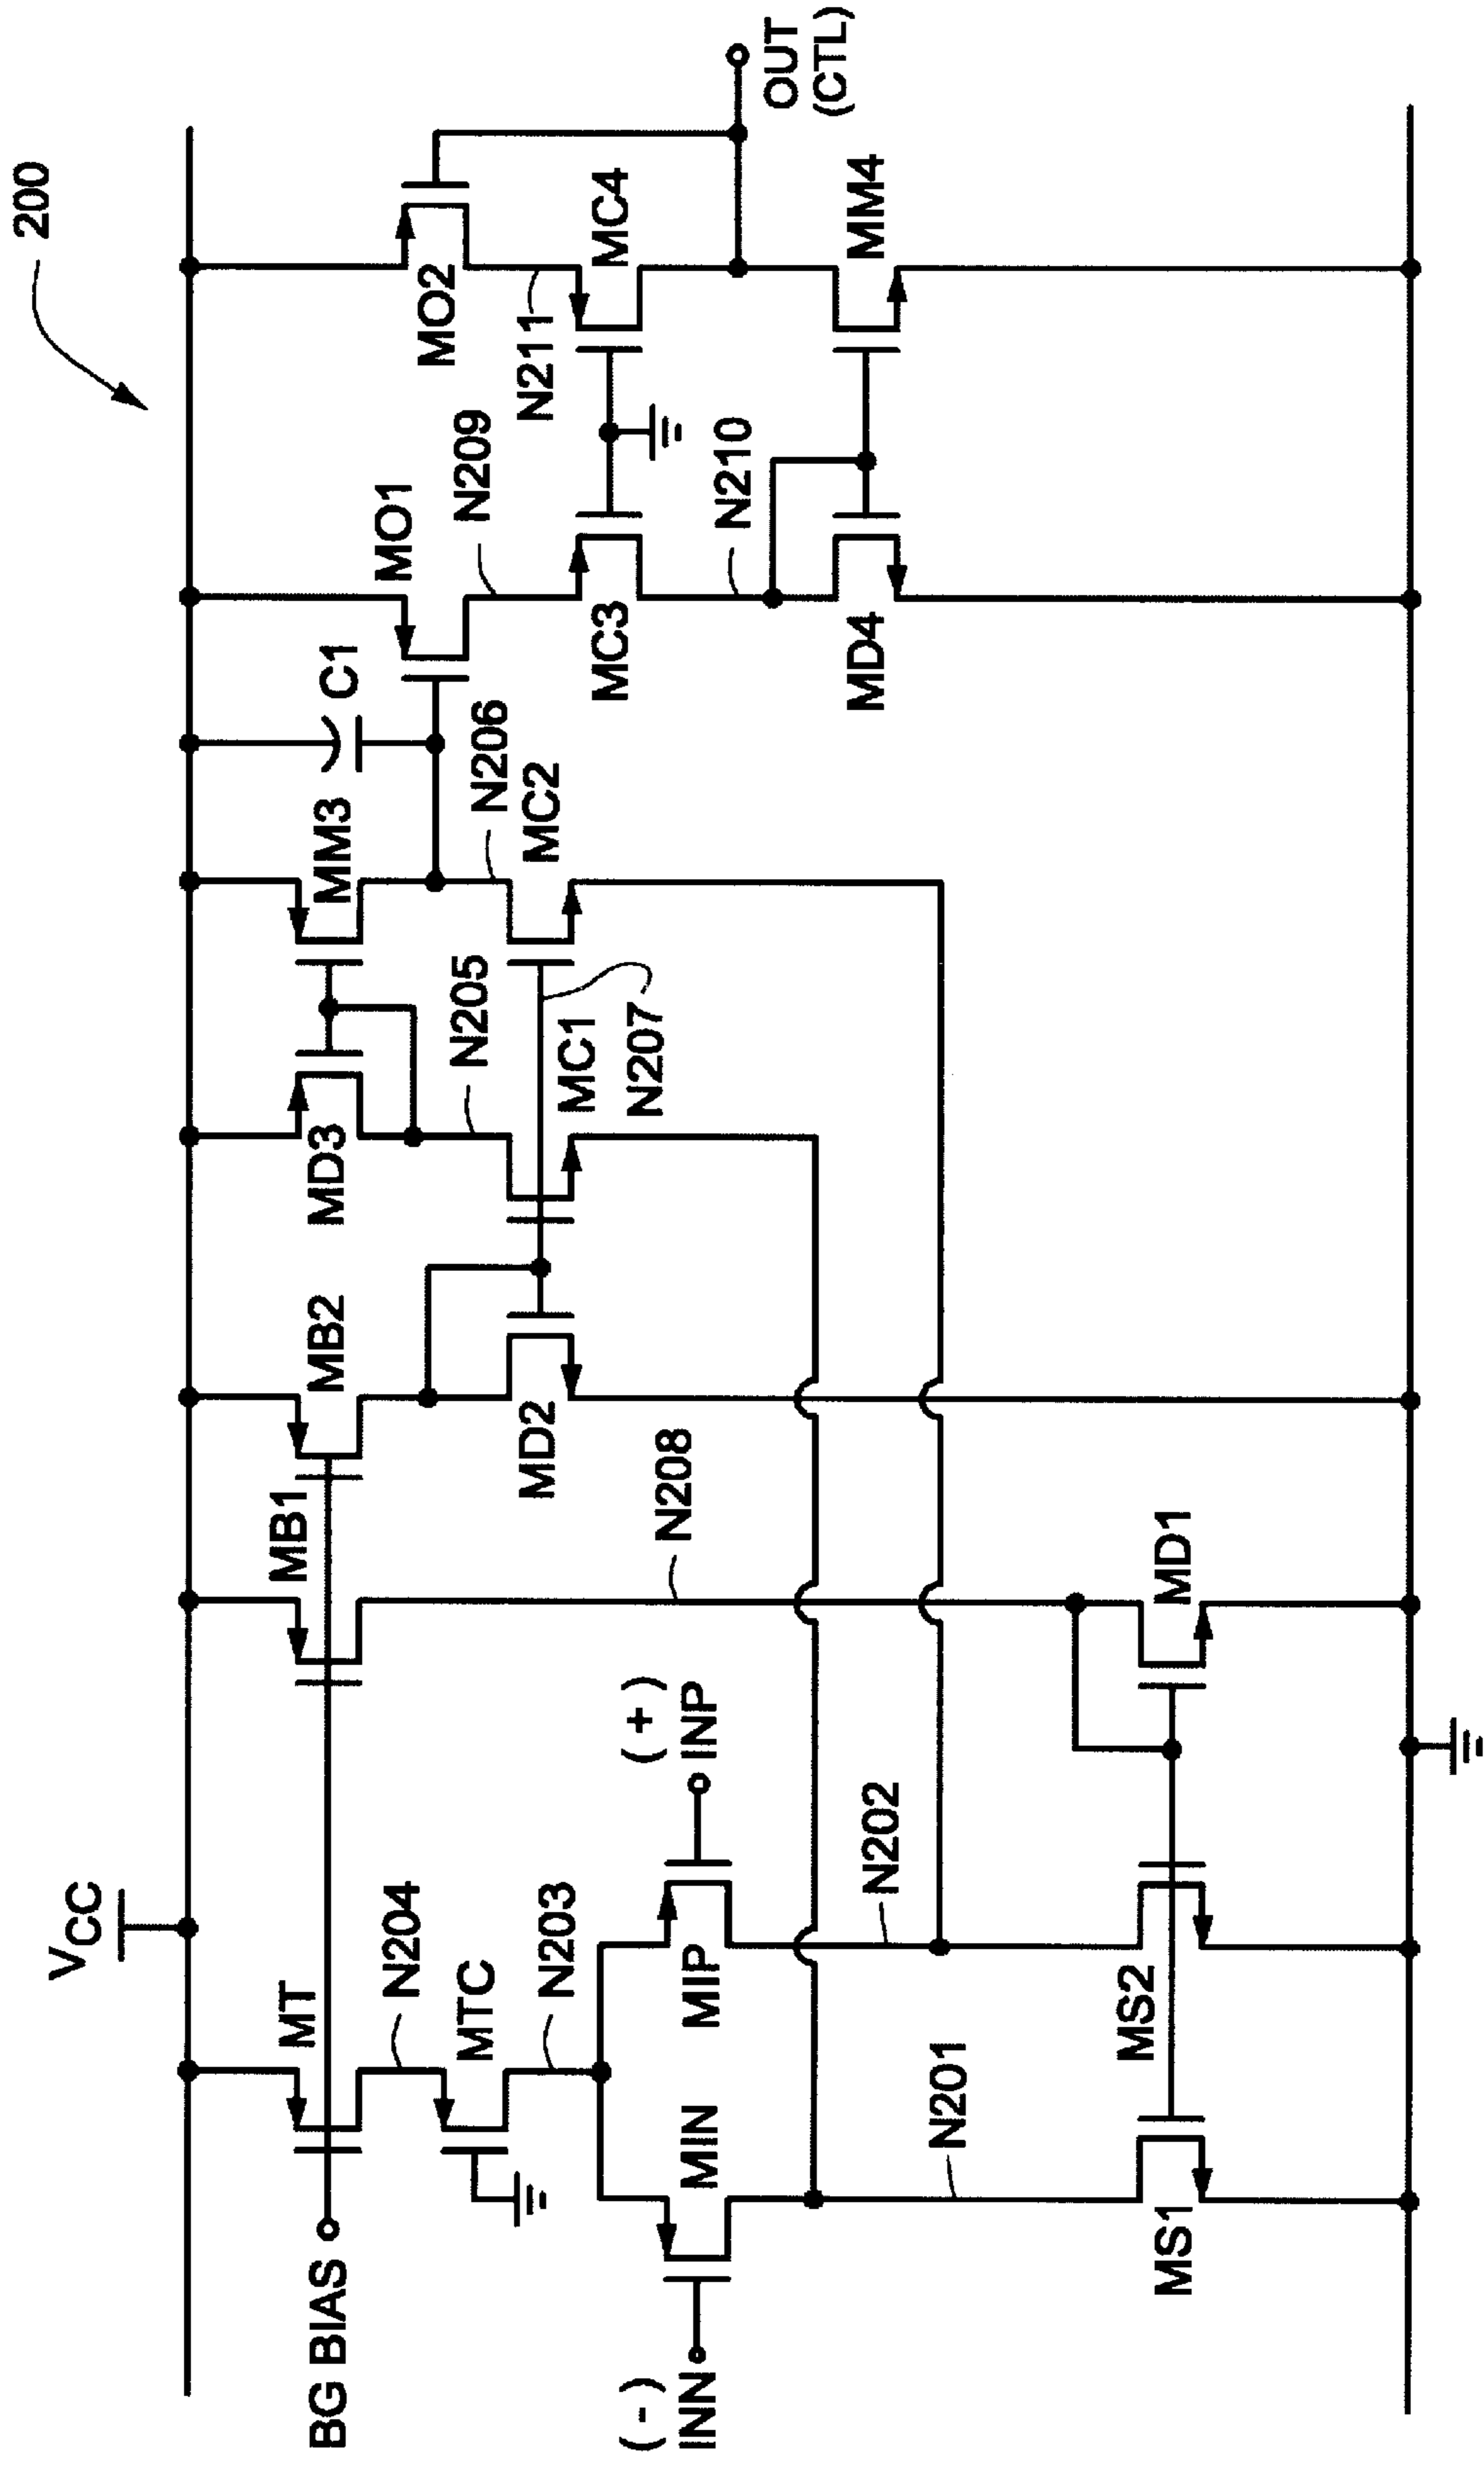 200
VCC
BG BIAS
MT
N204
MTC
N203
MB1
MB2
MD3
MM3
C1
MO1
MO2
N205
N206
N209
N211
MC4
MC3
MC2
MC1
N207
MD2
N208
( - )
INN
MIN
MIP
( + )
INP
N210
OUT
(CTL)
N201
N202
MD4
MM4
MS1
MS2
MD1